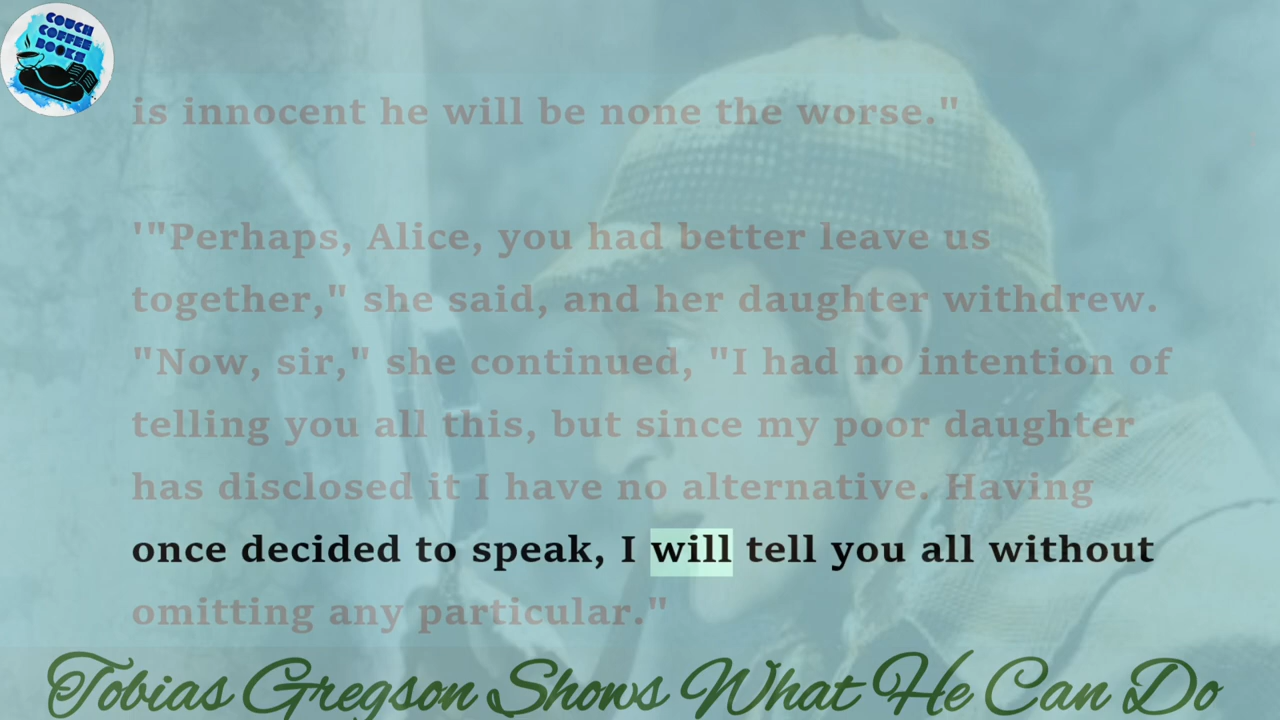 COUCH
COFFEE
BOOKS
is innocent he will be none the worse."
'"Perhaps, Alice, you had better leave us
together," she said, and her daughter withdrew.
"Now, sir," she continued, "I had no intention of
telling you all this, but since my poor daughter
has disclosed it I have no alternative. Having
once decided to speak, I will tell you all without
omitting any particular."
Tobias Gregson Shows What He Can Do